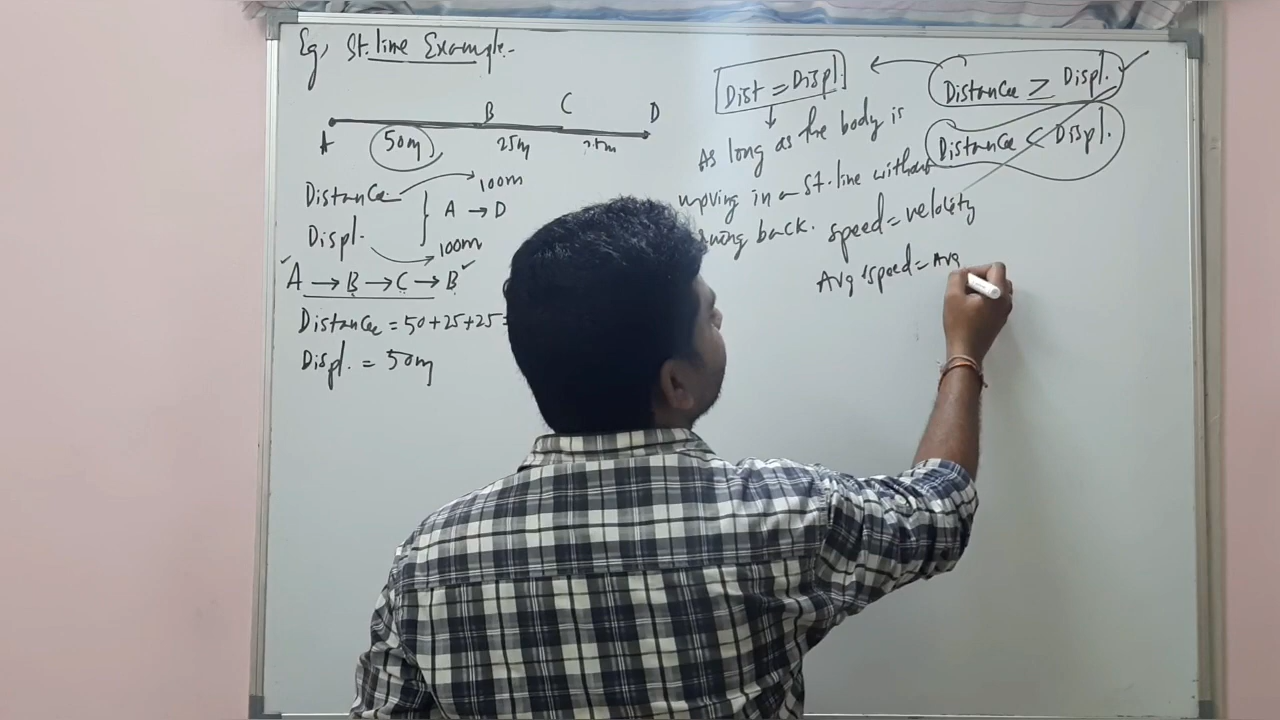 Eg, St. line Example.
A B C D
50m 25m 25m
Distance 100m
A → D
Displ. 100m
A → B → C → B
Distance = 50+25+25=
Displ. = 50m
Dist = Displ.
Distance ≥ Displ.
Distance < Displ.
As long as the body is
moving in a St. line without
back.
speed = velocity
Avg speed = Avg